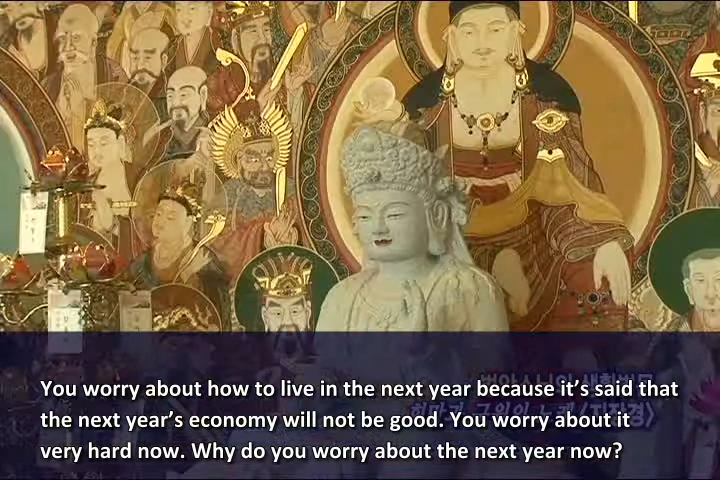 You worry about how to live in the next year because it’s said that
the next year’s economy will not be good. You worry about it
very hard now. Why do you worry about the next year now?